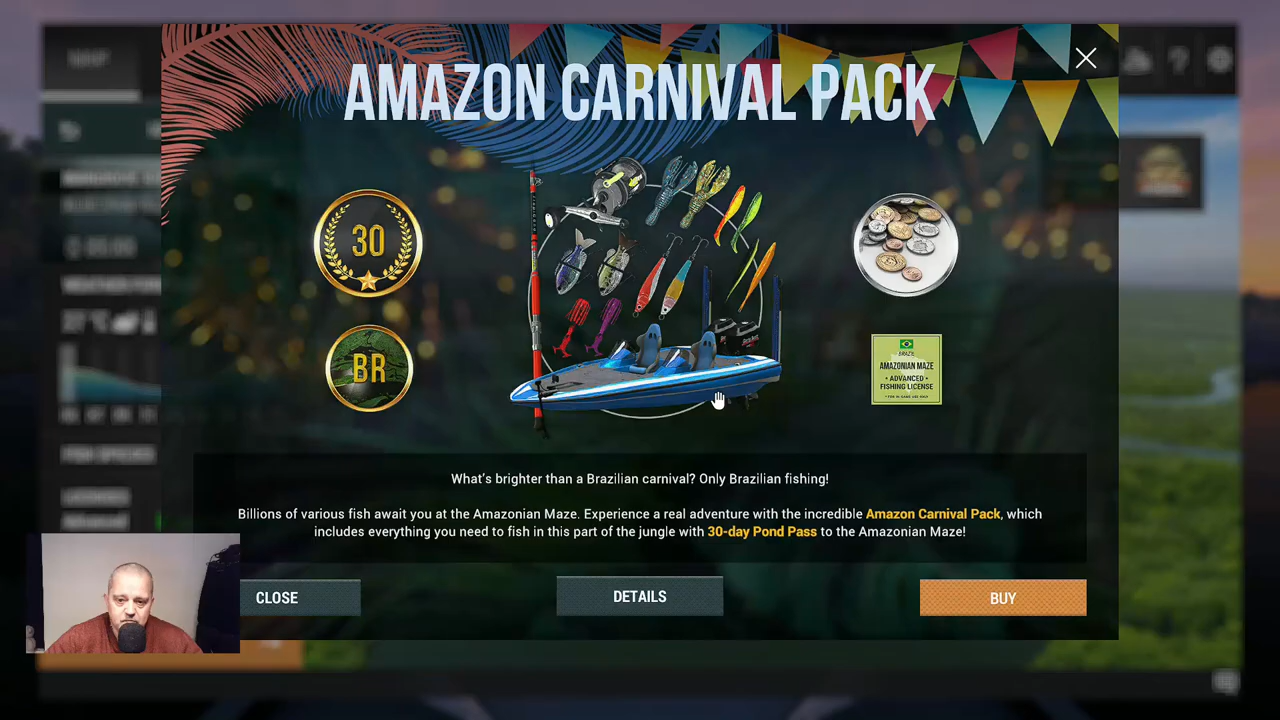 AMAZON CARNIVAL PACK
30
BR
BRAZIL
AMAZONIAN MAZE
• ADVANCED •
FISHING LICENSE
What's brighter than a Brazilian carnival? Only Brazilian fishing!
Billions of various fish await you at the Amazonian Maze. Experience a real adventure with the incredible Amazon Carnival Pack, which
includes everything you need to fish in this part of the jungle with 30-day Pond Pass to the Amazonian Maze!
CLOSE
DETAILS
BUY